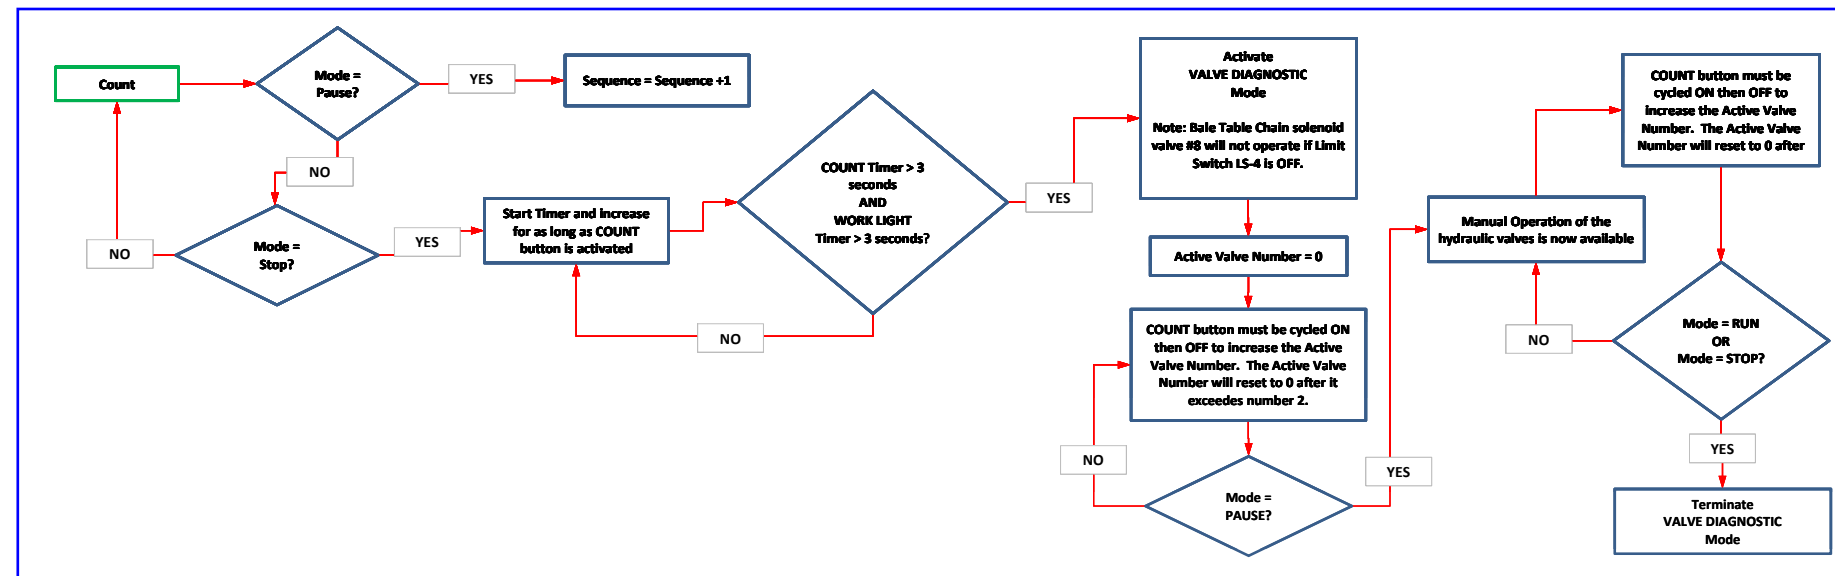 Count
Mode =
Pause?
YES
Sequence = Sequence +1
NO
Mode =
Stop?
NO
YES
Start Timer and increase
for as long as COUNT
button is activated
COUNT Timer > 3
seconds
AND
WORK LIGHT
Timer > 3 seconds?
NO
YES
Activate
VALVE DIAGNOSTIC
Mode
Note: Bale Table Chain solenoid
valve #8 will not operate if Limit
Switch LS-4 is OFF.
Active Valve Number = 0
COUNT button must be cycled ON
then OFF to increase the Active
Valve Number. The Active Valve
Number will reset to 0 after it
exceedes number 2.
NO
Mode =
PAUSE?
YES
Manual Operation of the
hydraulic valves is now available
COUNT button must be
cycled ON then OFF to
increase the Active Valve
Number. The Active Valve
Number will reset to 0 after
NO
Mode = RUN
OR
Mode = STOP?
YES
Terminate
VALVE DIAGNOSTIC
Mode